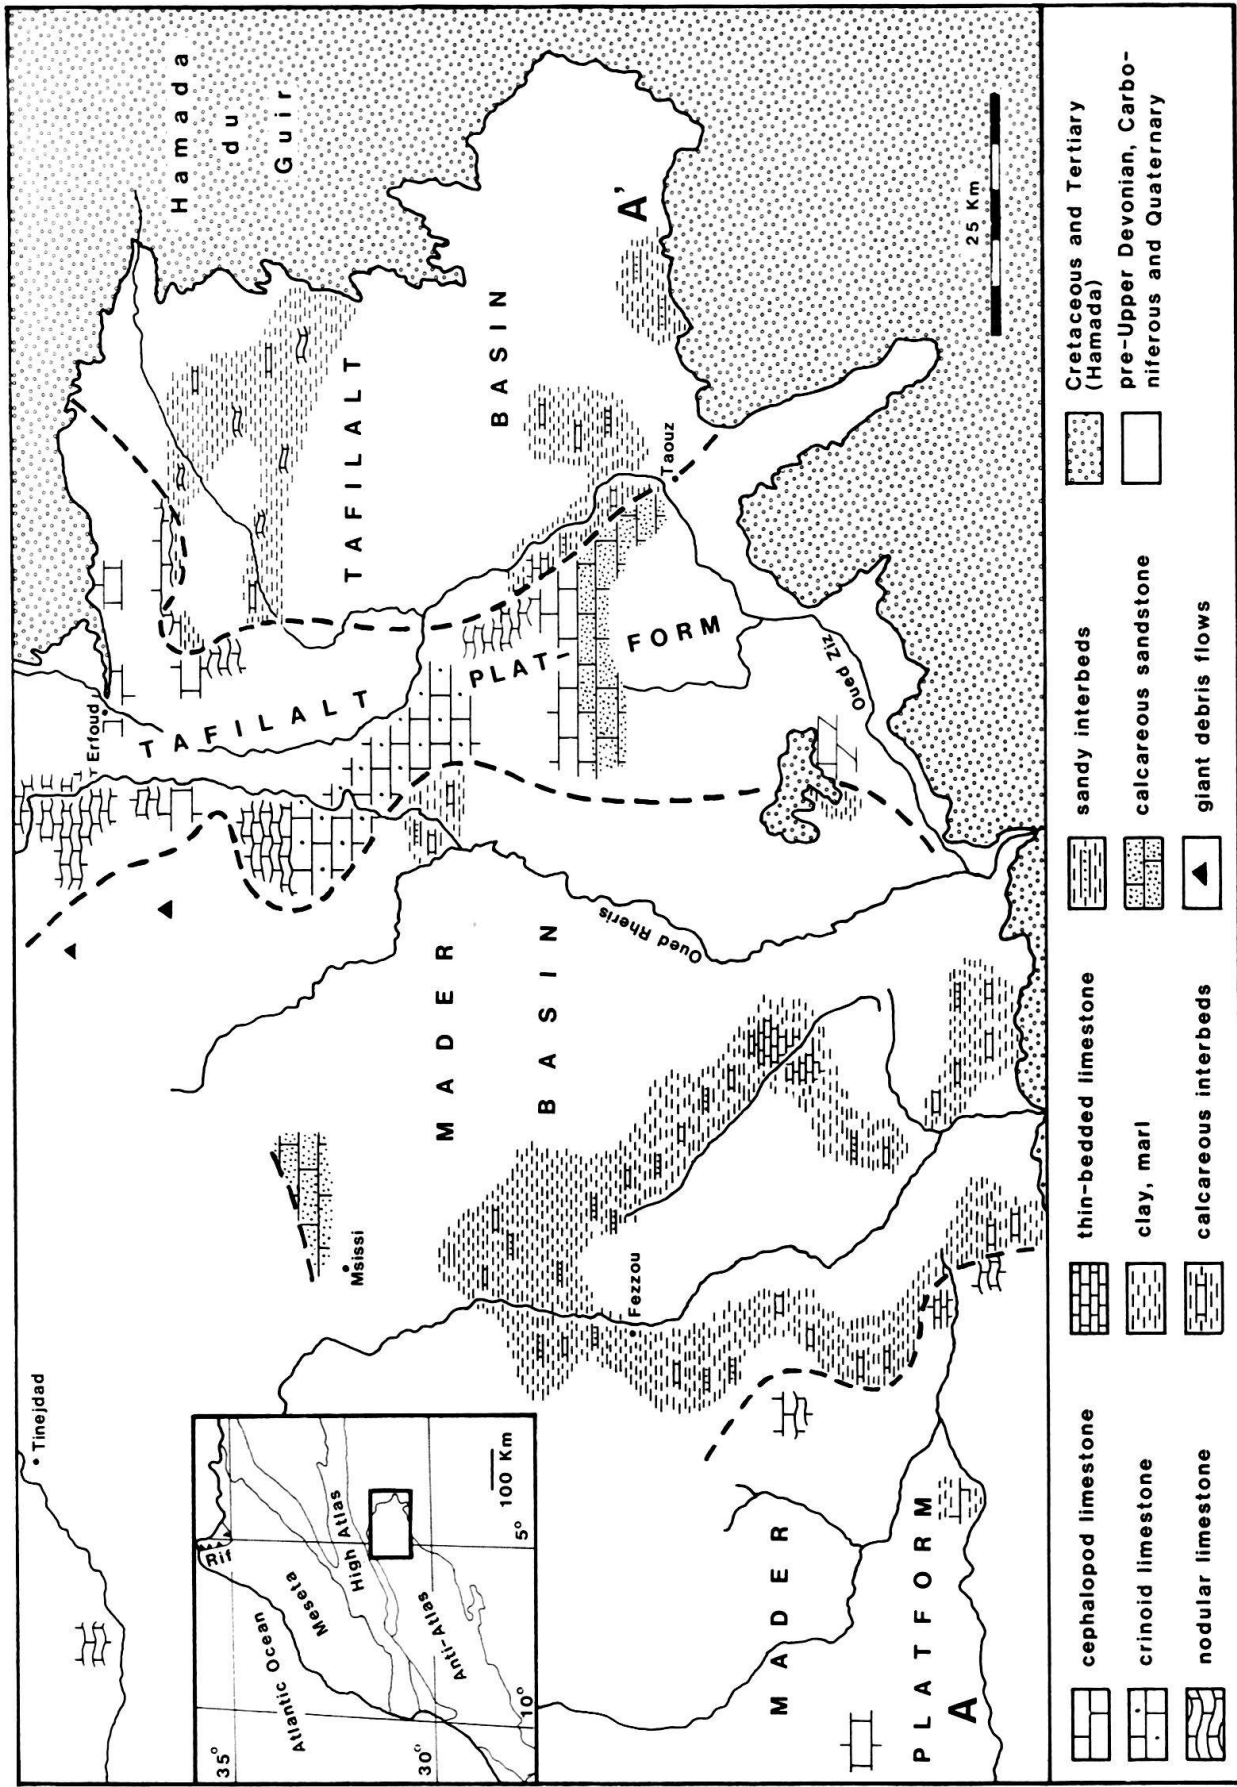 Tinejdad
Erfoud
Hamada
du
Guir
TAFILALT
PLAT-
FORM
TAFILALT
BASIN
Msissi
MADER
BASIN
Oued Rheris
Fezzou
Taouz
Oued Ziz
A'
MADER
PLATFORM
A
25 Km
35°
30°
10°
5°
Atlantic Ocean
Rif
Meseta
High Atlas
Anti-Atlas
100 Km
cephalopod limestone
crinoid limestone
nodular limestone
thin-bedded limestone
clay, marl
calcareous interbeds
sandy interbeds
calcareous sandstone
giant debris flows
Cretaceous and Tertiary
(Hamada)
pre-Upper Devonian, Carbo-
niferous and Quaternary